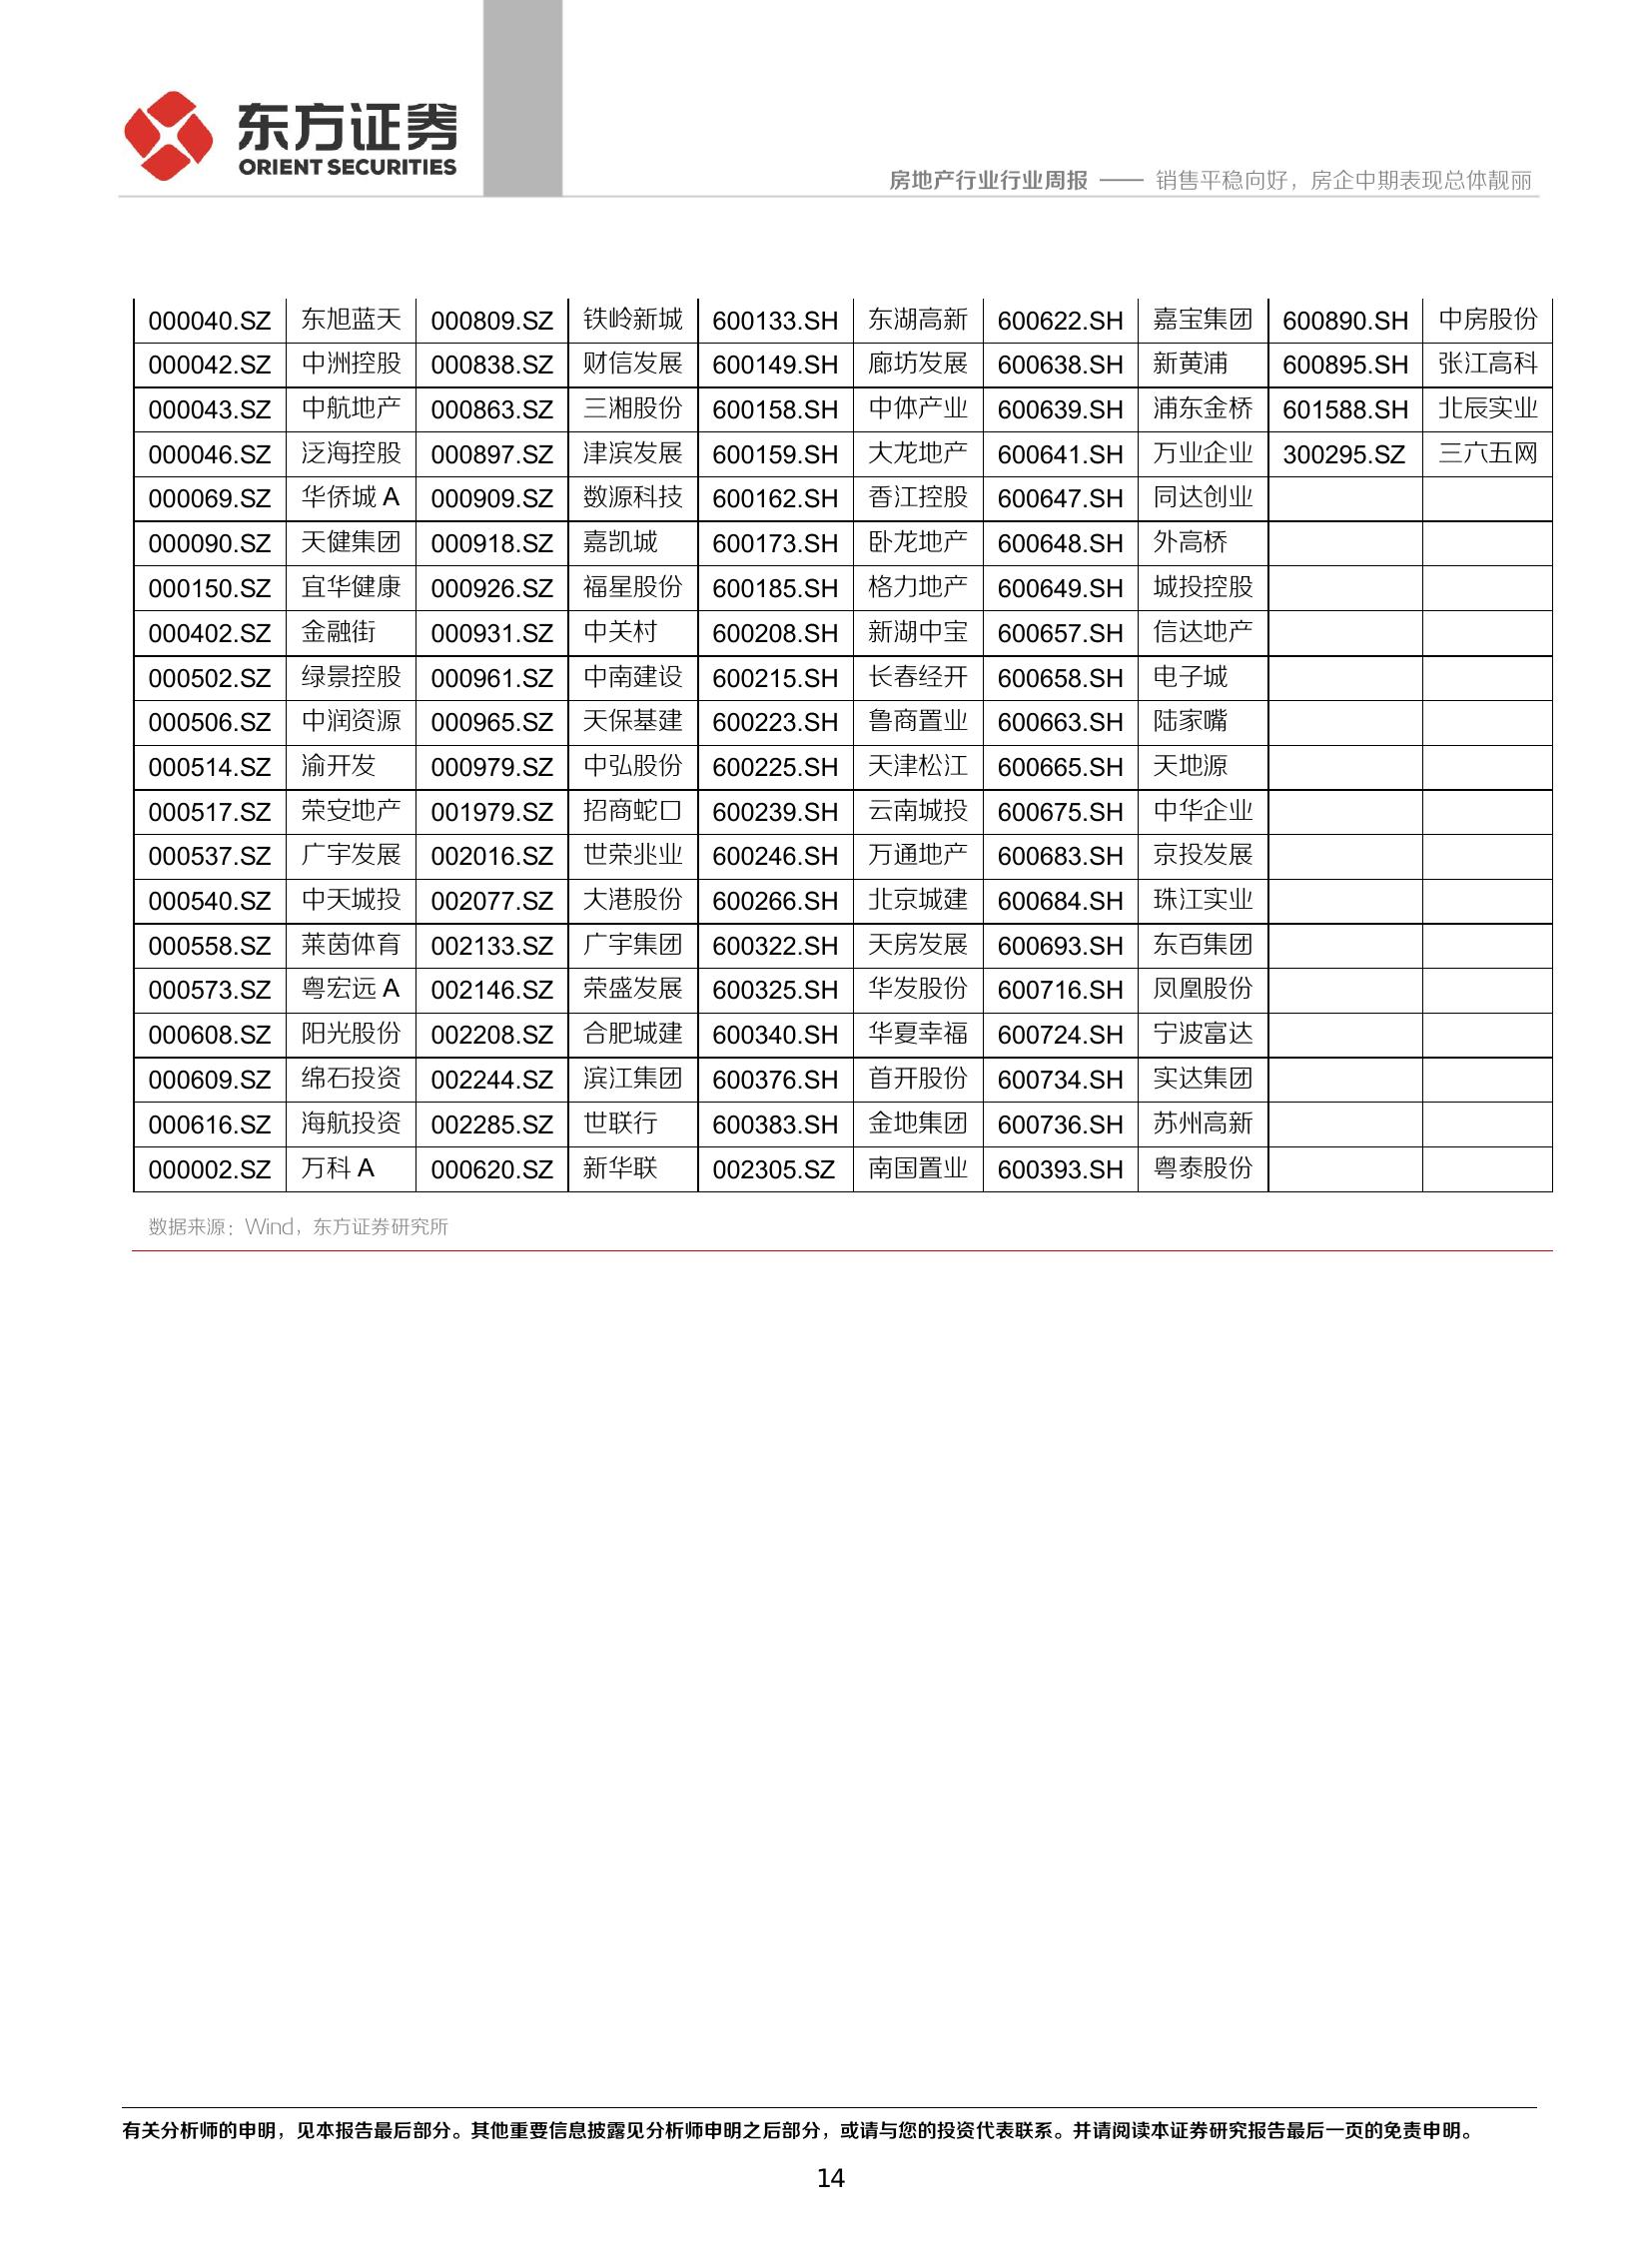 东方证券
ORIENT SECURITIES
房地产行业行业周报 —— 销售平稳向好，房企中期表现总体靓丽
000040.SZ 东旭蓝天 000809.SZ 铁岭新城 600133.SH 东湖高新 600622.SH 嘉宝集团 600890.SH 中房股份
000042.SZ 中洲控股 000838.SZ 财信发展 600149.SH 廊坊发展 600638.SH 新黄浦 600895.SH 张江高科
000043.SZ 中航地产 000863.SZ 三湘股份 600158.SH 中体产业 600639.SH 浦东金桥 601588.SH 北辰实业
000046.SZ 泛海控股 000897.SZ 津滨发展 600159.SH 大龙地产 600641.SH 万业企业 300295.SZ 三六五网
000069.SZ 华侨城 A 000909.SZ 数源科技 600162.SH 香江控股 600647.SH 同达创业
000090.SZ 天健集团 000918.SZ 嘉凯城 600173.SH 卧龙地产 600648.SH 外高桥
000150.SZ 宜华健康 000926.SZ 福星股份 600185.SH 格力地产 600649.SH 城投控股
000402.SZ 金融街 000931.SZ 中关村 600208.SH 新湖中宝 600657.SH 信达地产
000502.SZ 绿景控股 000961.SZ 中南建设 600215.SH 长春经开 600658.SH 电子城
000506.SZ 中润资源 000965.SZ 天保基建 600223.SH 鲁商置业 600663.SH 陆家嘴
000514.SZ 渝开发 000979.SZ 中弘股份 600225.SH 天津松江 600665.SH 天地源
000517.SZ 荣安地产 001979.SZ 招商蛇口 600239.SH 云南城投 600675.SH 中华企业
000537.SZ 广宇发展 002016.SZ 世荣兆业 600246.SH 万通地产 600683.SH 京投发展
000540.SZ 中天城投 002077.SZ 大港股份 600266.SH 北京城建 600684.SH 珠江实业
000558.SZ 莱茵体育 002133.SZ 广宇集团 600322.SH 天房发展 600693.SH 东百集团
000573.SZ 粤宏远 A 002146.SZ 荣盛发展 600325.SH 华发股份 600716.SH 凤凰股份
000608.SZ 阳光股份 002208.SZ 合肥城建 600340.SH 华夏幸福 600724.SH 宁波富达
000609.SZ 绵石投资 002244.SZ 滨江集团 600376.SH 首开股份 600734.SH 实达集团
000616.SZ 海航投资 002285.SZ 世联行 600383.SH 金地集团 600736.SH 苏州高新
000002.SZ 万科 A 000620.SZ 新华联 002305.SZ 南国置业 600393.SH 粤泰股份
数据来源：Wind，东方证券研究所
有关分析师的申明，见本报告最后部分。其他重要信息披露见分析师申明之后部分，或请与您的投资代表联系。并请阅读本证券研究报告最后一页的免责申明。
14